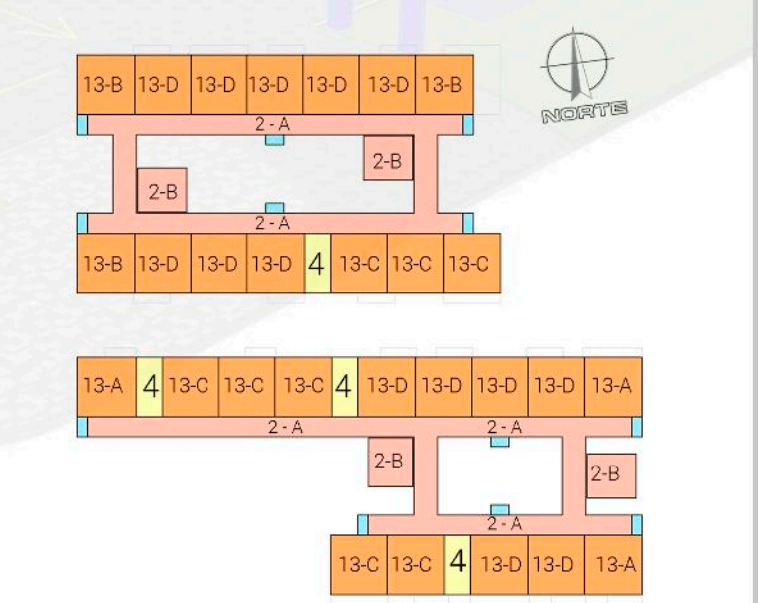 NORTE
13-B 13-D 13-D 13-D 13-D 13-D 13-B
2 - A
2-B
2-B
2 - A
13-B 13-D 13-D 13-D 4 13-C 13-C 13-C
13-A 4 13-C 13-C 13-C 4 13-D 13-D 13-D 13-D 13-A
2 - A 2 - A
2-B
2-B
2 - A
13-C 13-C 4 13-D 13-D 13-A